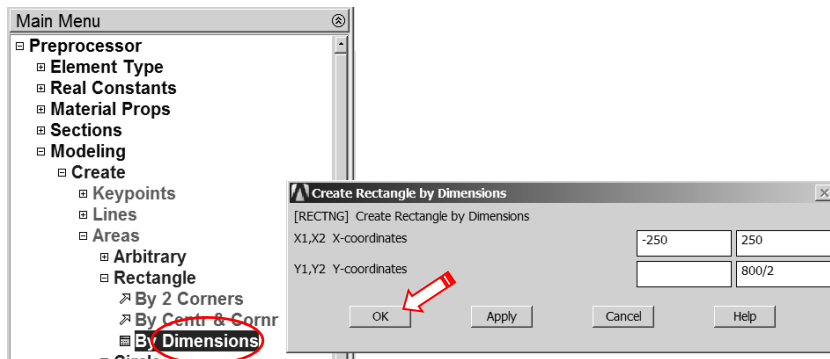 Main Menu
Preprocessor
Element Type
Real Constants
Material Props
Sections
Modeling
Create
Keypoints
Lines
Areas
Arbitrary
Rectangle
By 2 Corners
By Centr & Cornr
By Dimensions
Circle
Create Rectangle by Dimensions
[RECTNG] Create Rectangle by Dimensions
X1,X2 X-coordinates -250 250
Y1,Y2 Y-coordinates 800/2
OK Apply Cancel Help